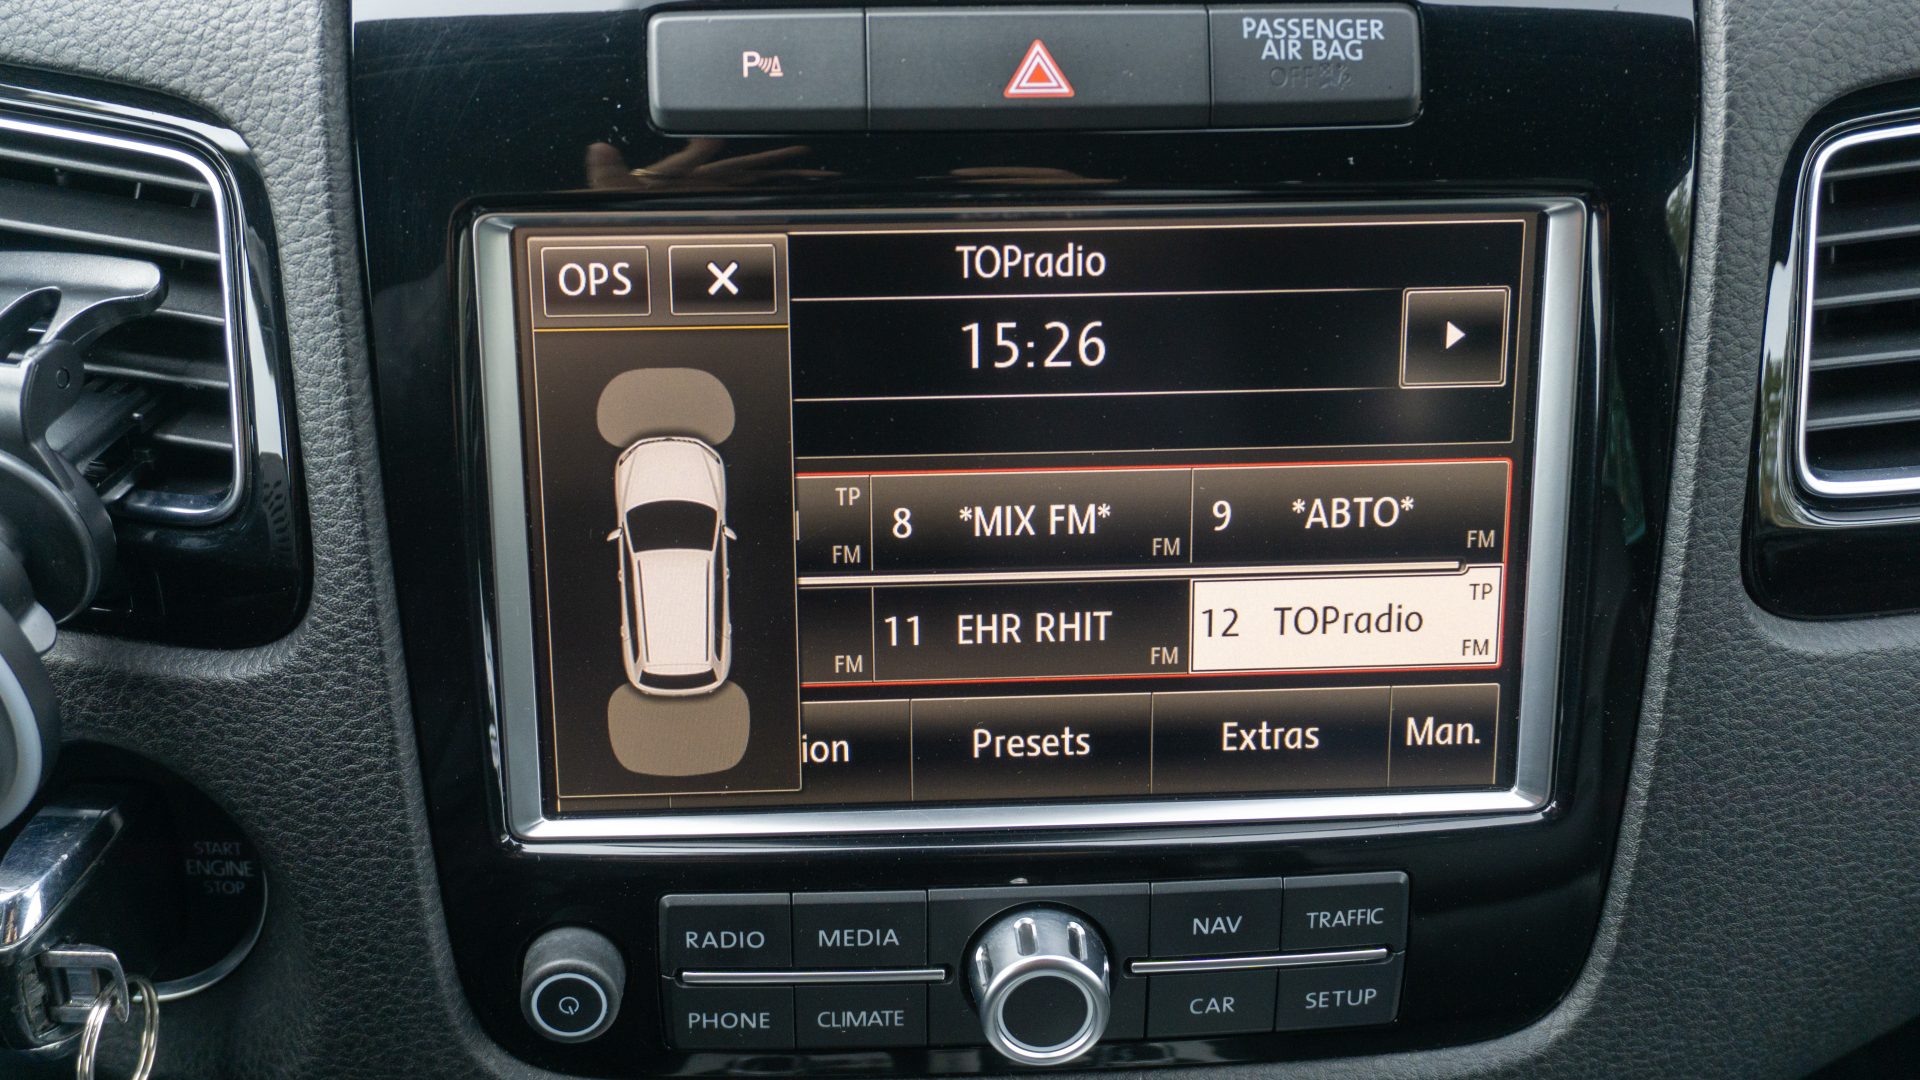 P
PASSENGER
AIR BAG
OFF
OPS
TOPradio
15:26
TP
FM
8 *MIX FM*
FM
9 *ABTO*
FM
FM
11 EHR RHIT
FM
12 TOPradio
TP
FM
ion
Presets
Extras
Man.
START
ENGINE
STOP
RADIO
MEDIA
NAV
TRAFFIC
PHONE
CLIMATE
CAR
SETUP